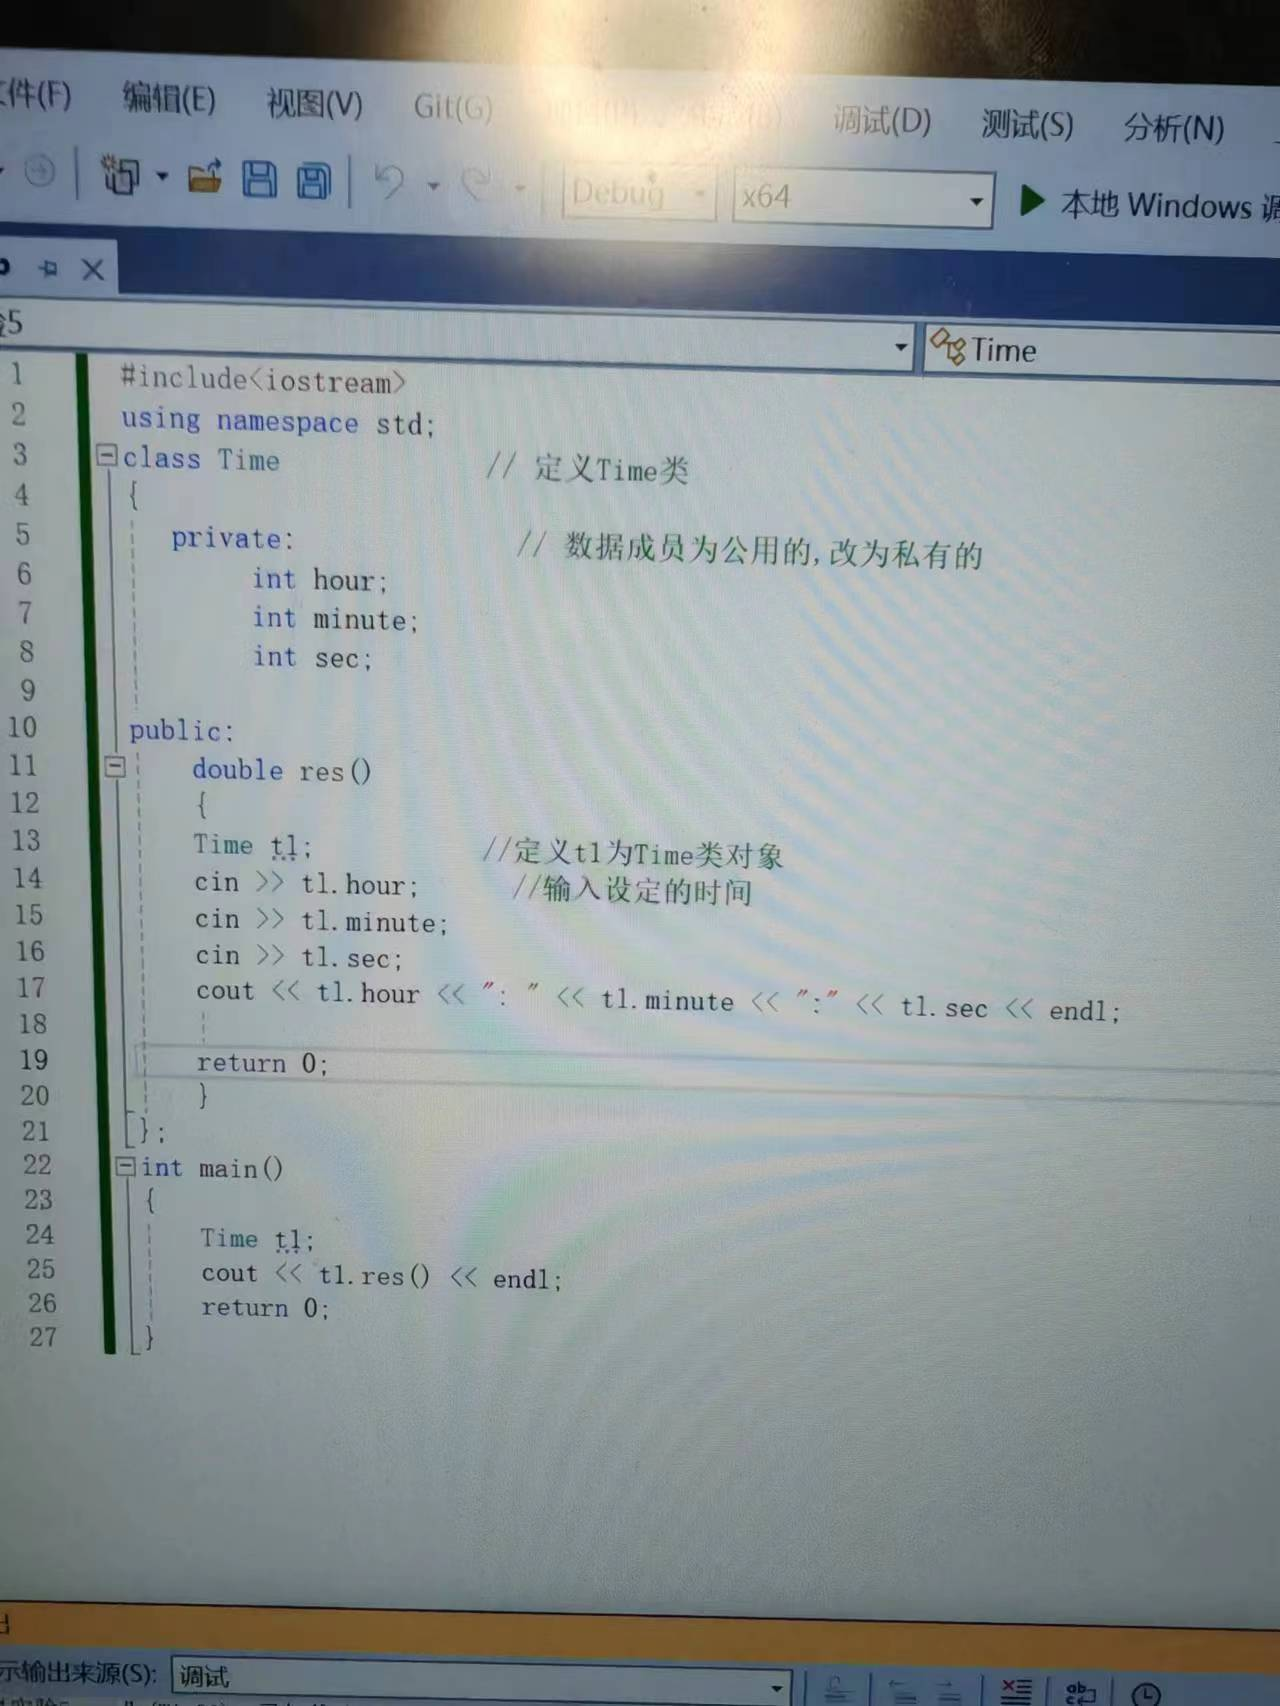 件(F) 编辑(E) 视图(V) Git(G) 调试(D) 测试(S) 分析(N)
Debug x64 本地 Windows
5 Time
1 #include<iostream>
2 using namespace std;
3 class Time // 定义Time类
4 {
5 private: // 数据成员为公用的,改为私有的
6 int hour;
7 int minute;
8 int sec;
9
10 public:
11 double res()
12 {
13 Time t1; //定义t1为Time类对象
14 cin >> t1.hour; //输入设定的时间
15 cin >> t1.minute;
16 cin >> t1.sec;
17 cout << t1.hour << ": " << t1.minute << ":" << t1.sec << endl;
18
19 return 0;
20 }
21 };
22 int main()
23 {
24 Time t1;
25 cout << t1.res() << endl;
26 return 0;
27 }
示输出来源(S): 调试